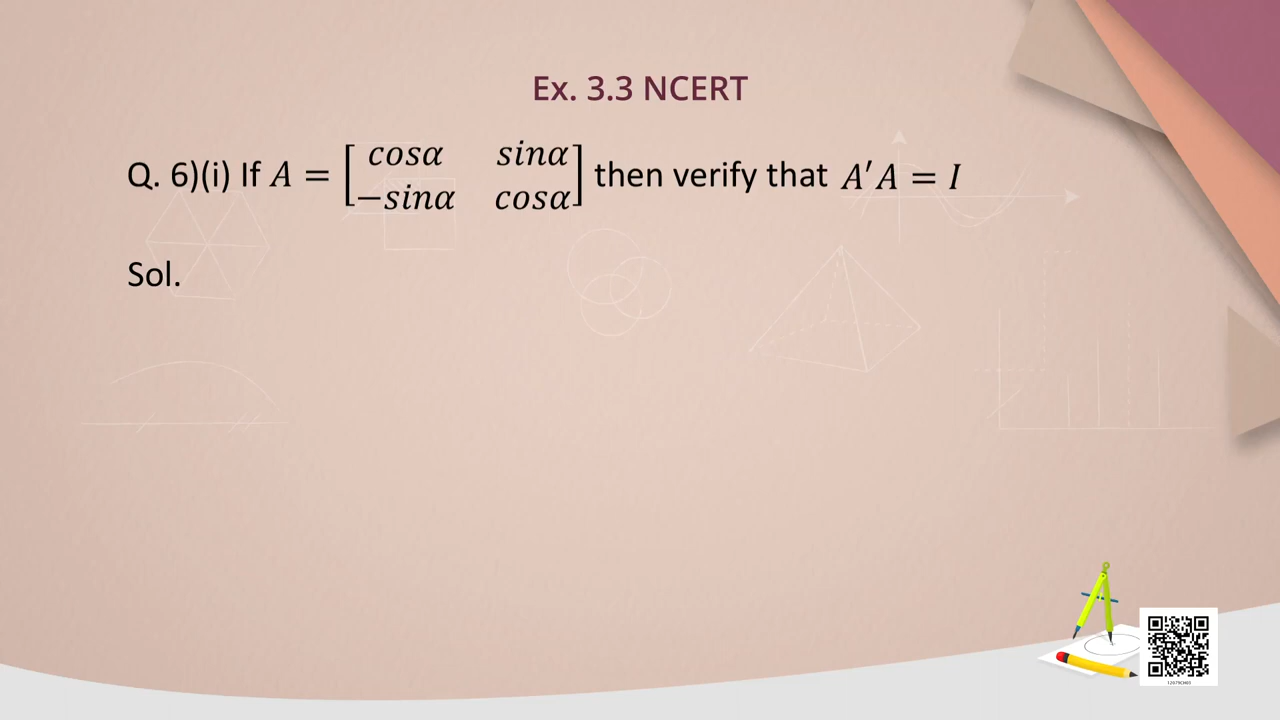 Ex. 3.3 NCERT
Q. 6)(i) If A = [cosα sinα; −sinα cosα] then verify that A′A = I
Sol.